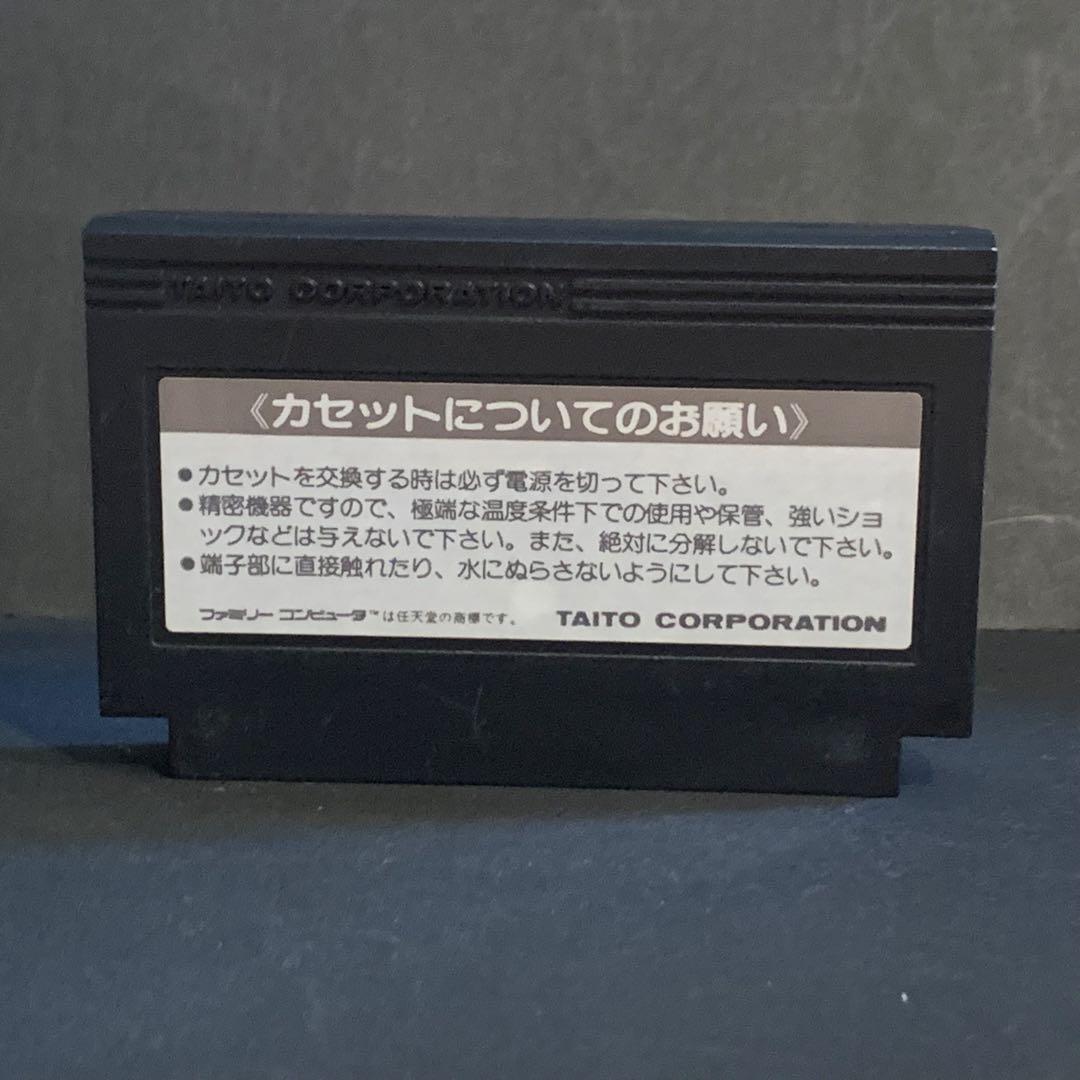 TAITO CORPORATION
《カセットについてのお願い》
●カセットを交換する時は必ず電源を切って下さい。
●精密機器ですので、極端な温度条件下での使用や保管、強いショ
ックなどは与えないで下さい。また、絶対に分解しないで下さい。
●端子部に直接触れたり、水にぬらさないようにして下さい。
ファミリー コンピュータ™は任天堂の商標です。 TAITO CORPORATION